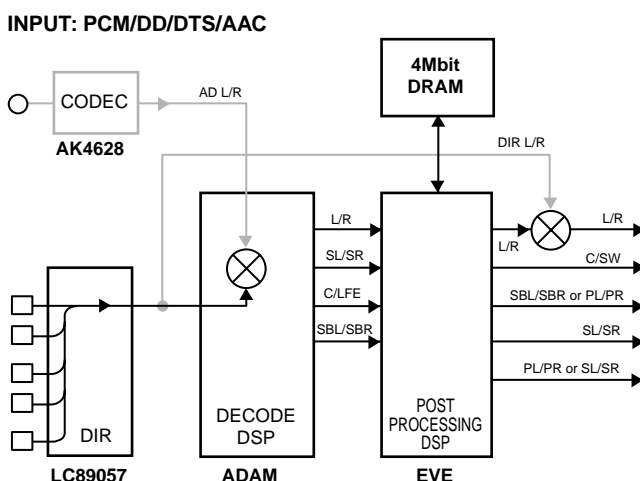 INPUT: PCM/DD/DTS/AAC
4Mbit
DRAM
CODEC
AD L/R
AK4628
DIR L/R
L/R
L/R
L/R
SL/SR
C/SW
C/LFE
SBL/SBR or PL/PR
SBL/SBR
SL/SR
PL/PR or SL/SR
DIR
DECODE
DSP
POST
PROCESSING
DSP
LC89057
ADAM
EVE